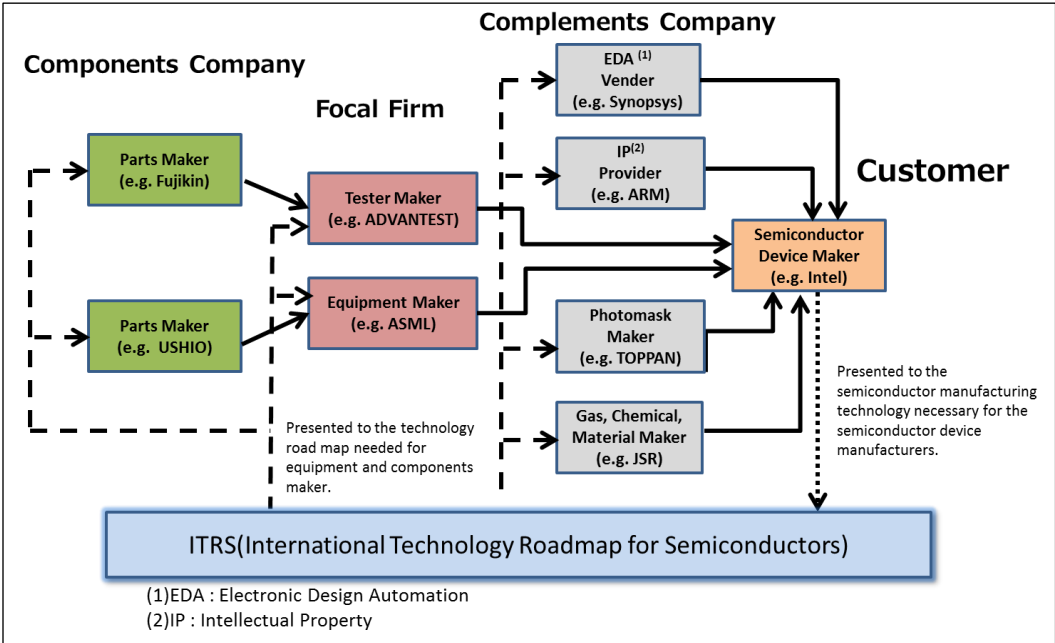 Complements Company
Components Company
Focal Firm
Customer
EDA (1)
Vender
(e.g. Synopsys)
IP(2)
Provider
(e.g. ARM)
Parts Maker
(e.g. Fujikin)
Tester Maker
(e.g. ADVANTEST)
Semiconductor
Device Maker
(e.g. Intel)
Equipment Maker
(e.g. ASML)
Parts Maker
(e.g. USHIO)
Photomask
Maker
(e.g. TOPPAN)
Gas, Chemical,
Material Maker
(e.g. JSR)
Presented to the
semiconductor manufacturing
technology necessary for the
semiconductor device
manufacturers.
Presented to the technology
road map needed for
equipment and components
maker.
ITRS(International Technology Roadmap for Semiconductors)
(1)EDA : Electronic Design Automation
(2)IP : Intellectual Property